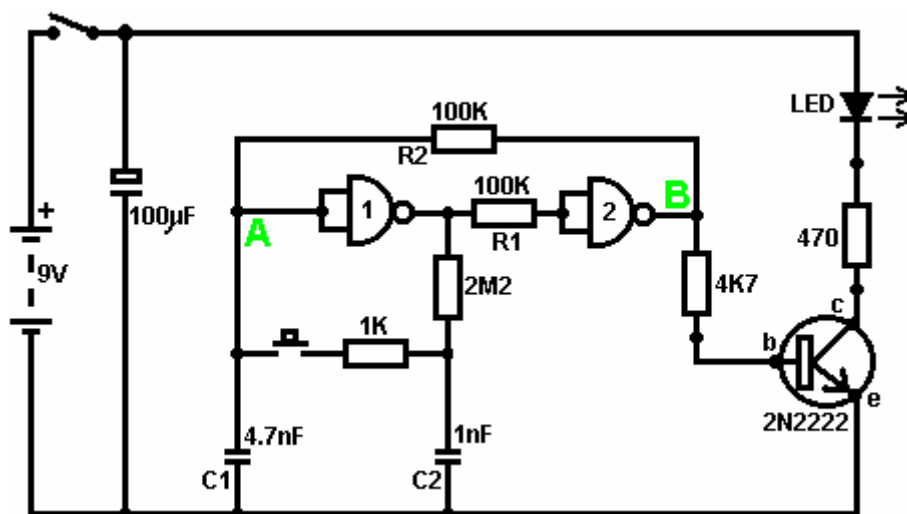 LED
100K
R2
100K
1
2
B
A
R1
+
100µF
9V
2M2
4K7
470
1K
c
b
e
2N2222
4.7nF
1nF
C1
C2